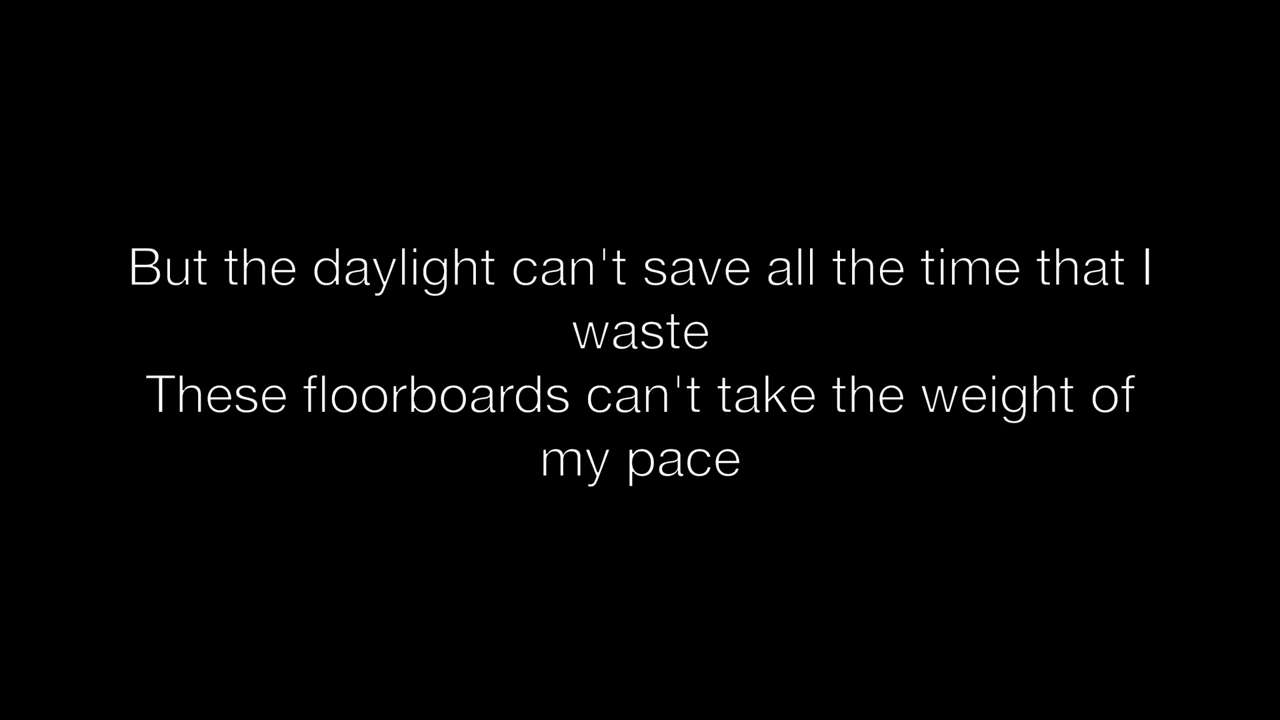 But the daylight can't save all the time that I
waste
These floorboards can't take the weight of
my pace